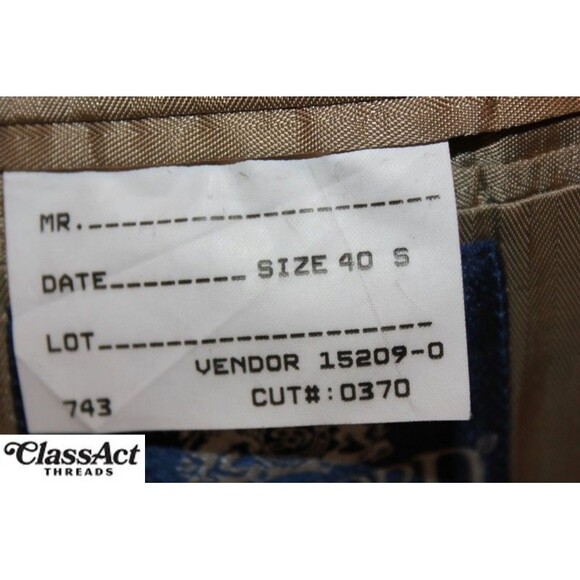 MR.
DATE SIZE 40 S
LOT
VENDOR 15209-0
743 CUT#:0370
ClassAct
THREADS